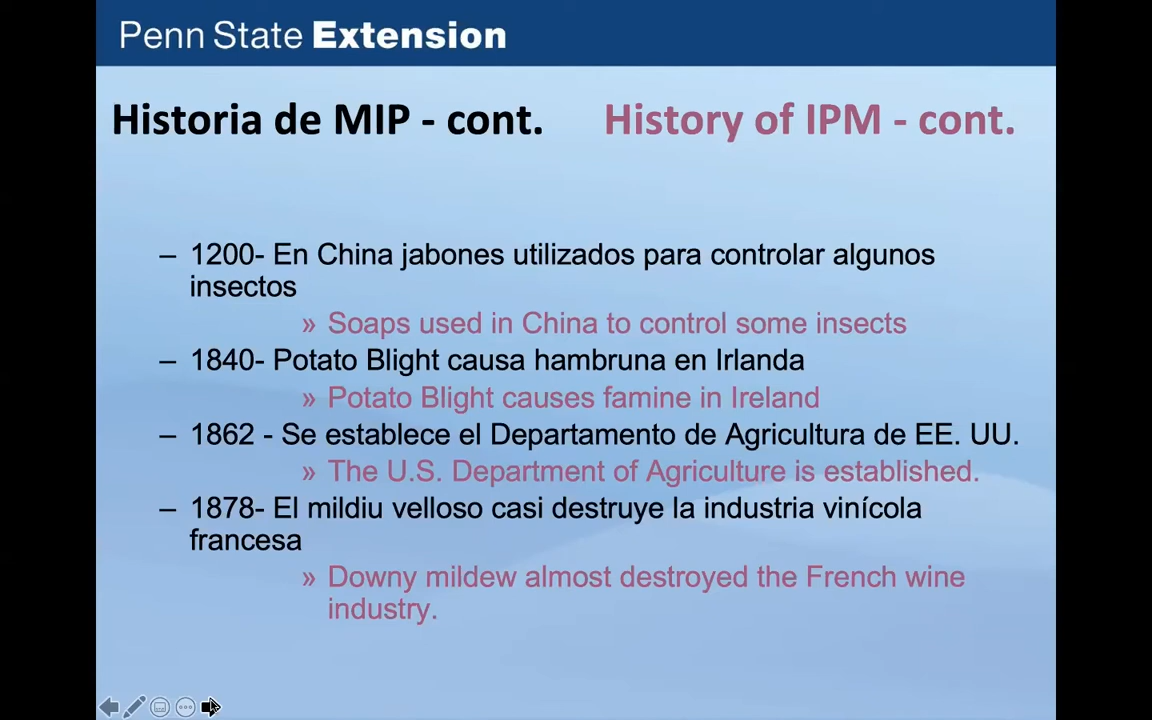 Penn State Extension
Historia de MIP - cont. History of IPM - cont.
– 1200- En China jabones utilizados para controlar algunos
insectos
» Soaps used in China to control some insects
– 1840- Potato Blight causa hambruna en Irlanda
» Potato Blight causes famine in Ireland
– 1862 - Se establece el Departamento de Agricultura de EE. UU.
» The U.S. Department of Agriculture is established.
– 1878- El mildiu velloso casi destruye la industria vinícola
francesa
» Downy mildew almost destroyed the French wine
industry.